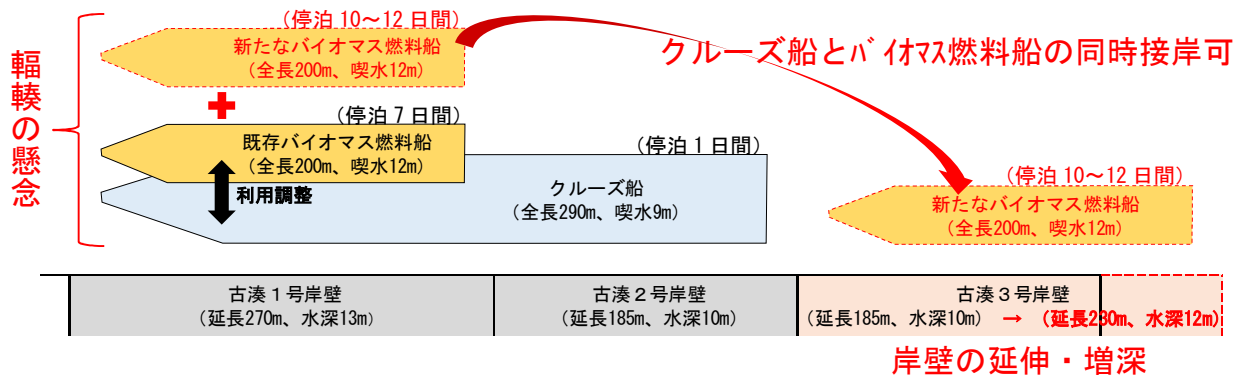 (停泊 10～12 日間)
新たなバイオマス燃料船
(全長200m、喫水12m)
クルーズ船とバイオマス燃料船の同時接岸可
輻輳の懸念
(停泊 7 日間)
既存バイオマス燃料船
(全長200m、喫水12m)
利用調整
(停泊 1 日間)
クルーズ船
(全長290m、喫水9m)
(停泊 10～12 日間)
新たなバイオマス燃料船
(全長200m、喫水12m)
古湊１号岸壁
(延長270m、水深13m)
古湊２号岸壁
(延長185m、水深10m)
古湊３号岸壁
(延長185m、水深10m) → (延長230m、水深12m)
岸壁の延伸・増深